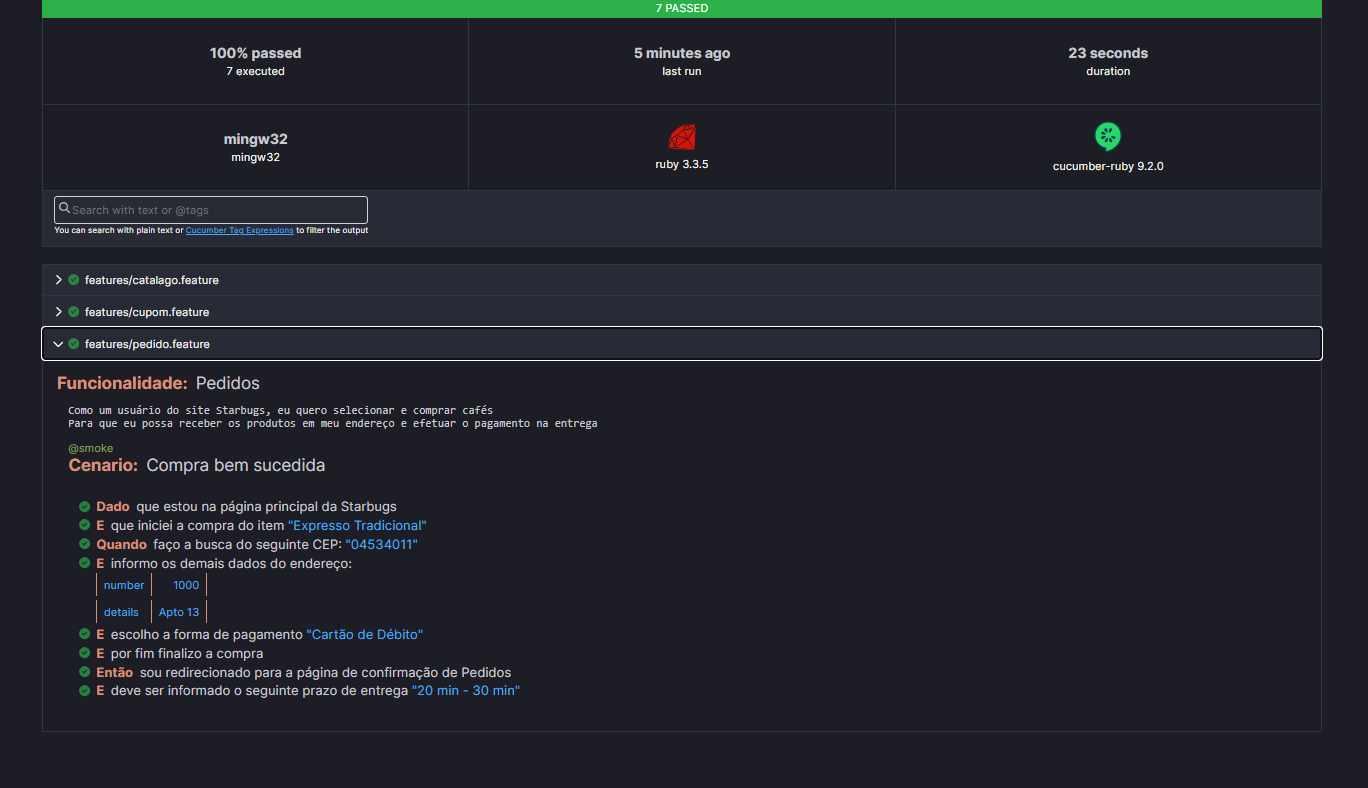 7 PASSED
100% passed
7 executed
5 minutes ago
last run
23 seconds
duration
mingw32
mingw32
ruby 3.3.5
cucumber-ruby 9.2.0
Search with text or @tags
You can search with plain text or Cucumber Tag Expressions to filter the output
features/catalago.feature
features/cupom.feature
features/pedido.feature
Funcionalidade: Pedidos
Como um usuário do site Starbugs, eu quero selecionar e comprar cafés
Para que eu possa receber os produtos em meu endereço e efetuar o pagamento na entrega
@smoke
Cenario: Compra bem sucedida
Dado que estou na página principal da Starbugs
E que iniciei a compra do item "Expresso Tradicional"
Quando faço a busca do seguinte CEP: "04534011"
E informo os demais dados do endereço:
number 1000
details Apto 13
E escolho a forma de pagamento "Cartão de Débito"
E por fim finalizo a compra
Então sou redirecionado para a página de confirmação de Pedidos
E deve ser informado o seguinte prazo de entrega "20 min - 30 min"